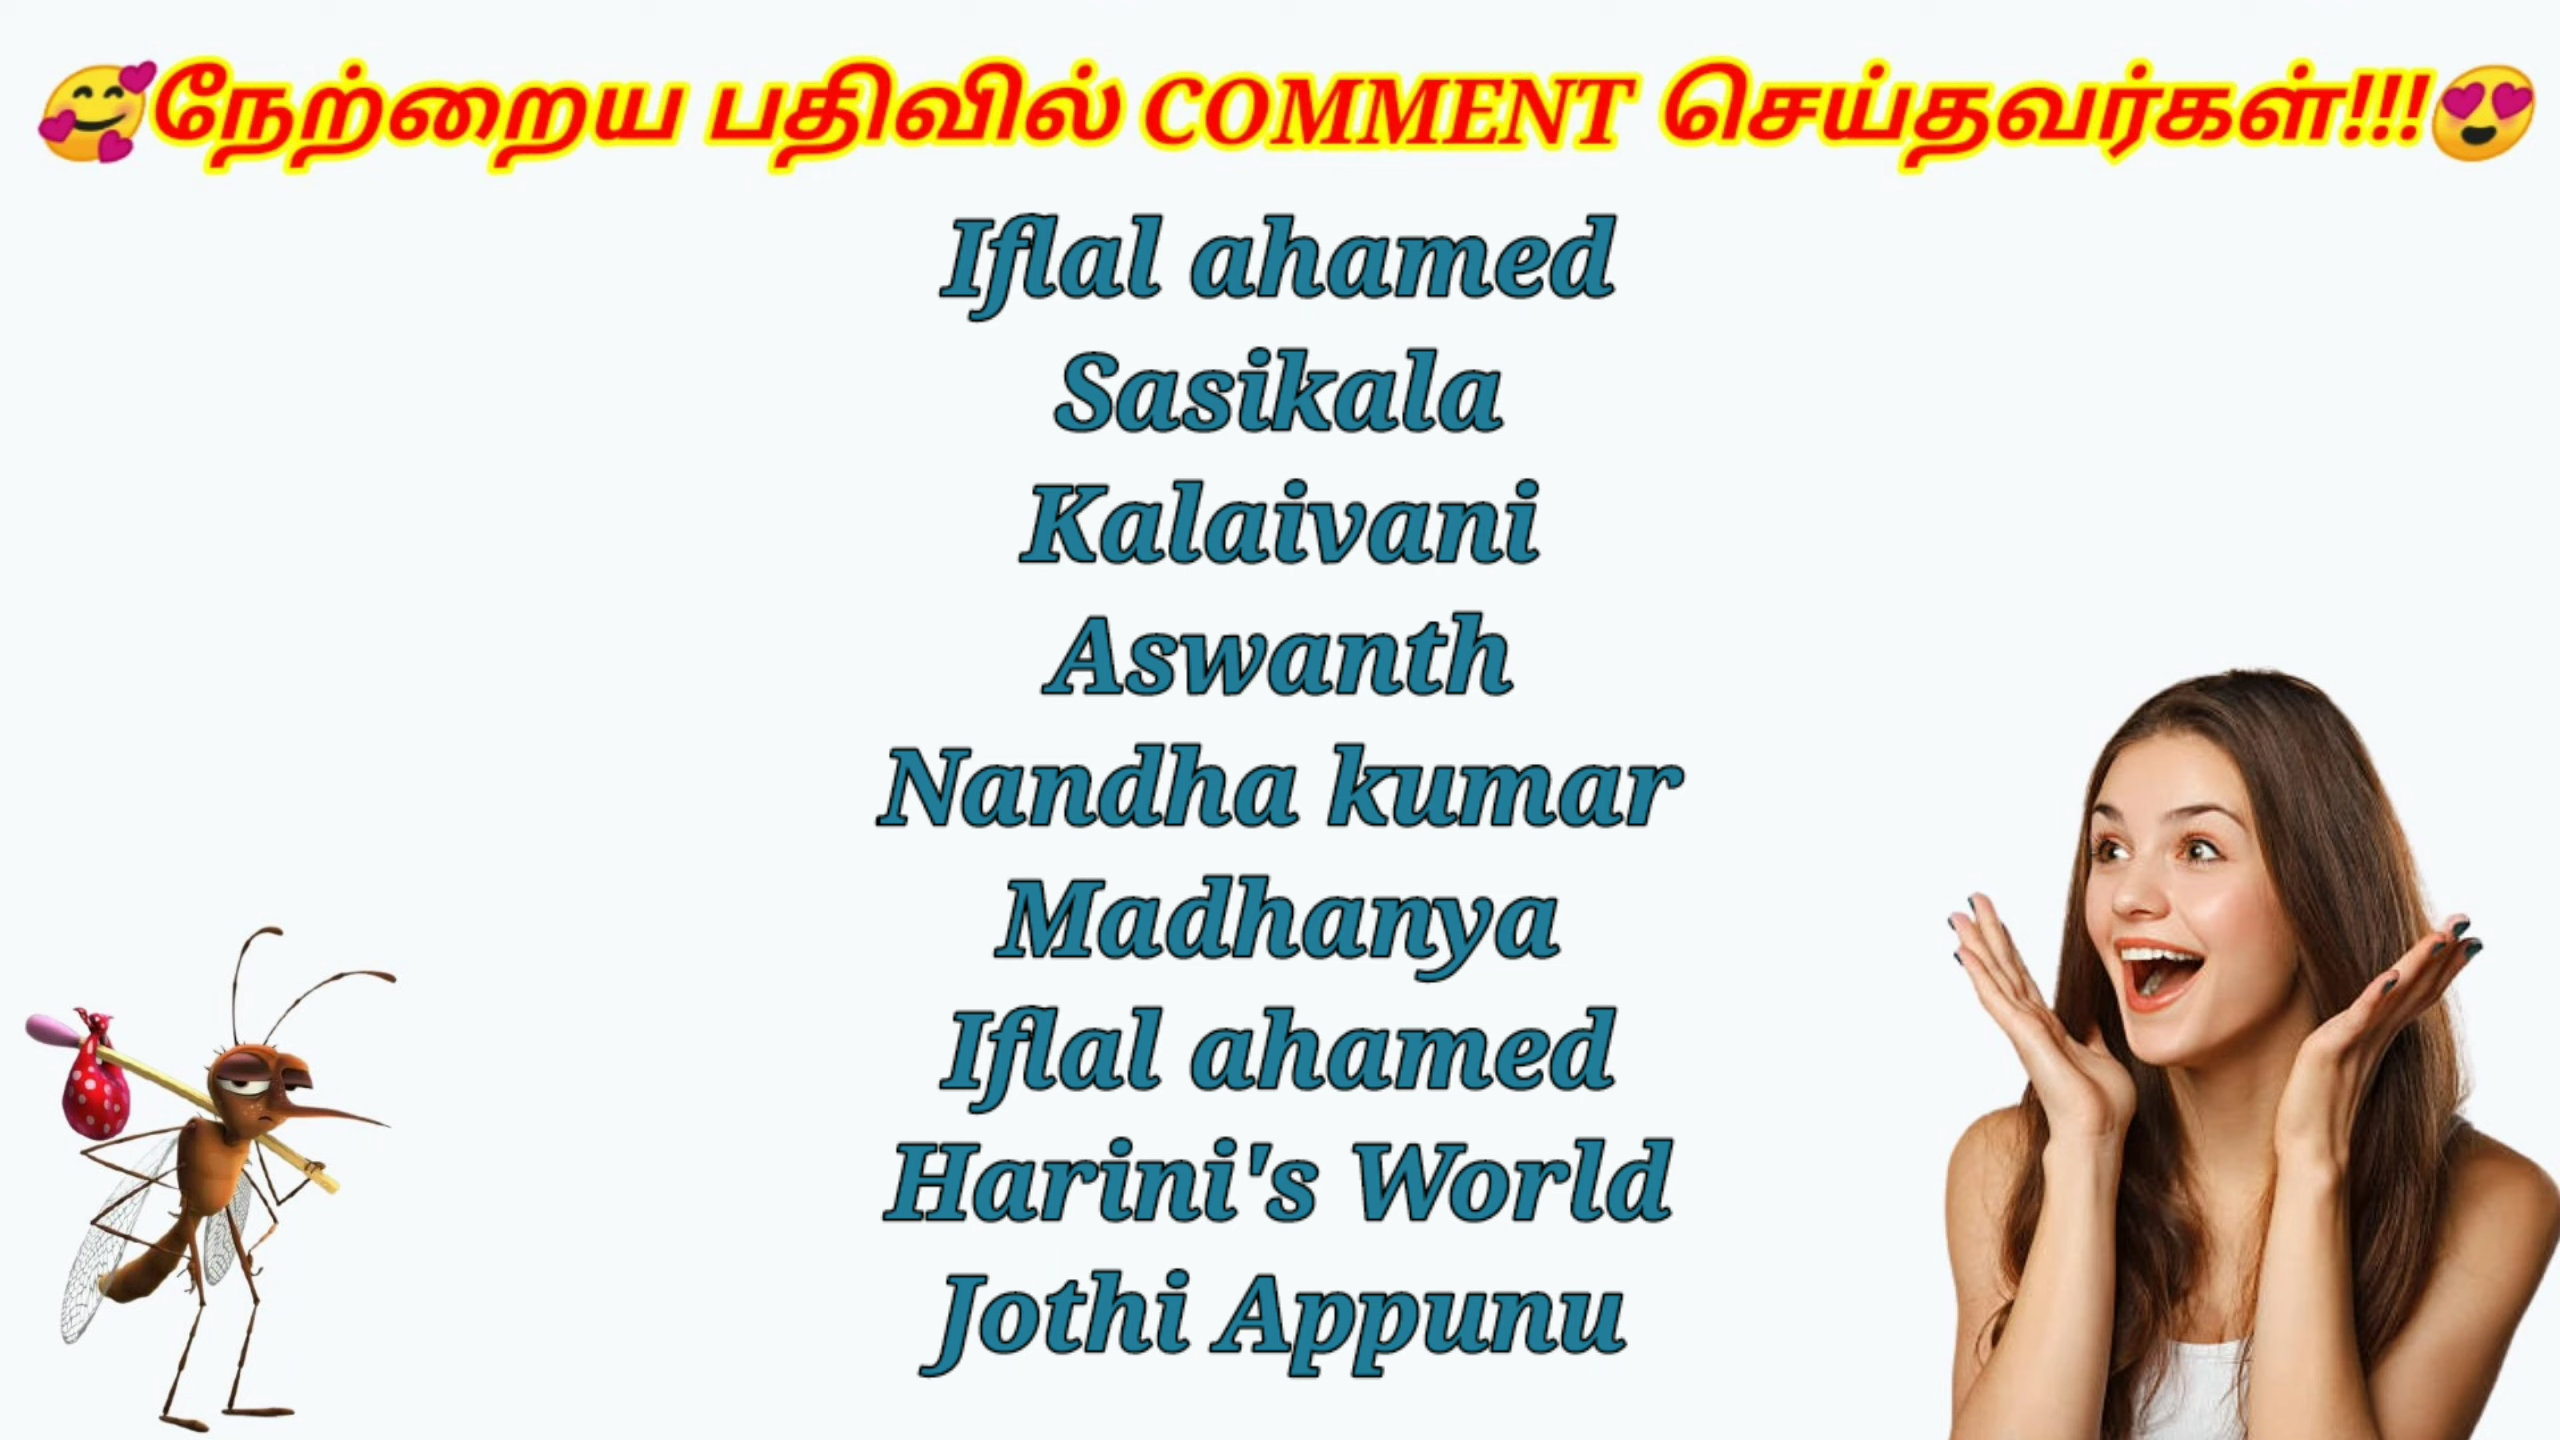 🥰நேற்றைய பதிவில் COMMENT செய்தவர்கள்!!!😍
Iflal ahamed
Sasikala
Kalaivani
Aswanth
Nandha kumar
Madhanya
Iflal ahamed
Harini's World
Jothi Appunu